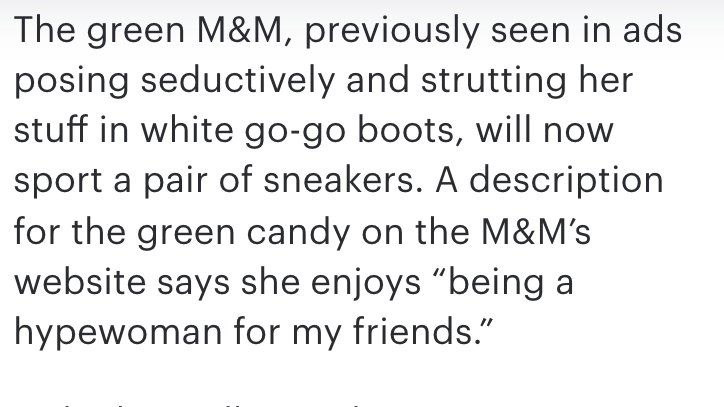 The green M&M, previously seen in ads
posing seductively and strutting her
stuff in white go-go boots, will now
sport a pair of sneakers. A description
for the green candy on the M&M’s
website says she enjoys “being a
hypewoman for my friends.”